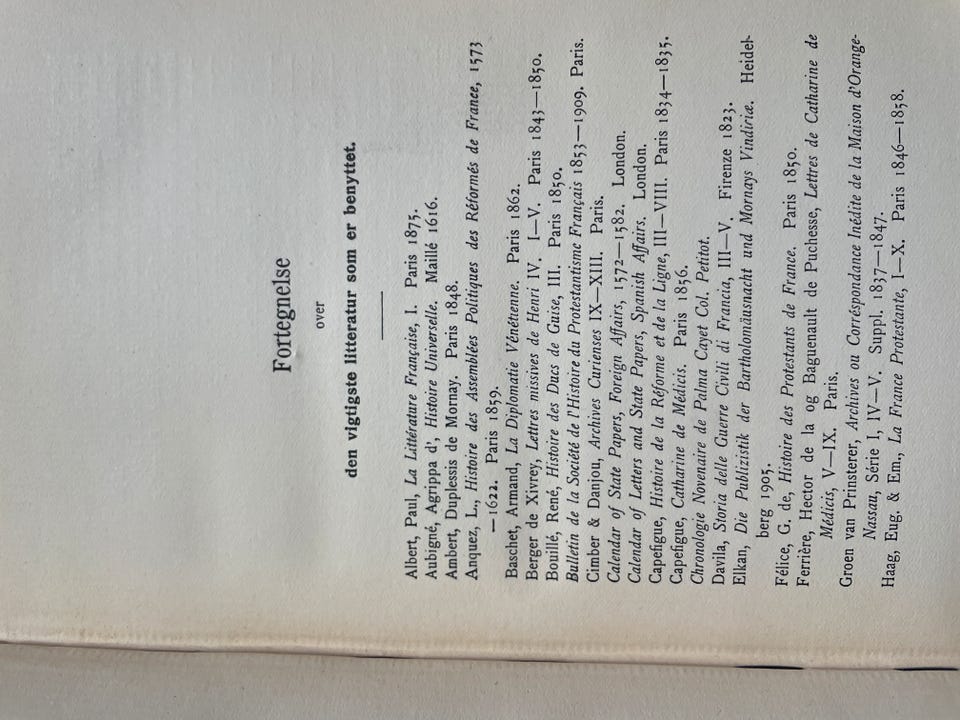 Fortegnelse
over
den vigtigste litteratur som er benyttet.
Albert, Paul, La Littérature Française, I. Paris 1875.
Aubigné, Agrippa d', Histoire Universelle. Maillé 1616.
Ambert, Duplessis de Mornay. Paris 1848.
Anquez, L., Histoire des Assemblées Politiques des Réformés de France, 1573
—1622. Paris 1859.
Baschet, Armand, La Diplomatie Vénétienne. Paris 1862.
Berger de Xivrey, Lettres missives de Henri IV. I—V. Paris 1843—1850.
Bouillé, René, Histoire des Ducs de Guise, III. Paris 1850.
Bulletin de la Société de l'Histoire du Protestantisme Français 1853—1909. Paris.
Cimber & Danjou, Archives Curienses IX—XIII. Paris.
Calendar of State Papers, Foreign Affairs, 1572—1582. London.
Calendar of Letters and State Papers, Spanish Affairs, London.
Capefigue, Histoire de la Réforme et de la Ligne, III—VIII. Paris 1834—1835.
Capefigue, Catharine de Médicis. Paris 1856.
Chronologie Novenaire de Palma Cayet Col. Petitot.
Davila, Storia delle Guerre Civili di Francia, III—V. Firenze 1823.
Elkan, Die Publizistik der Bartholomäusnacht und Mornays Vindiriæ. Heidel-
berg 1905.
Félice, G. de, Histoire des Protestants de France. Paris 1850.
Ferrière, Hector de la og Baguenault de Puchesse, Lettres de Catharine de
Médicis, V—IX. Paris.
Groen van Prinsterer, Archives ou Corréspondance Inédite de la Maison d'Orange-
Nassau, Série I, IV—V. Suppl. 1837—1847.
Haag, Eug. & Em., La France Protestante, I—X. Paris 1846—1858.